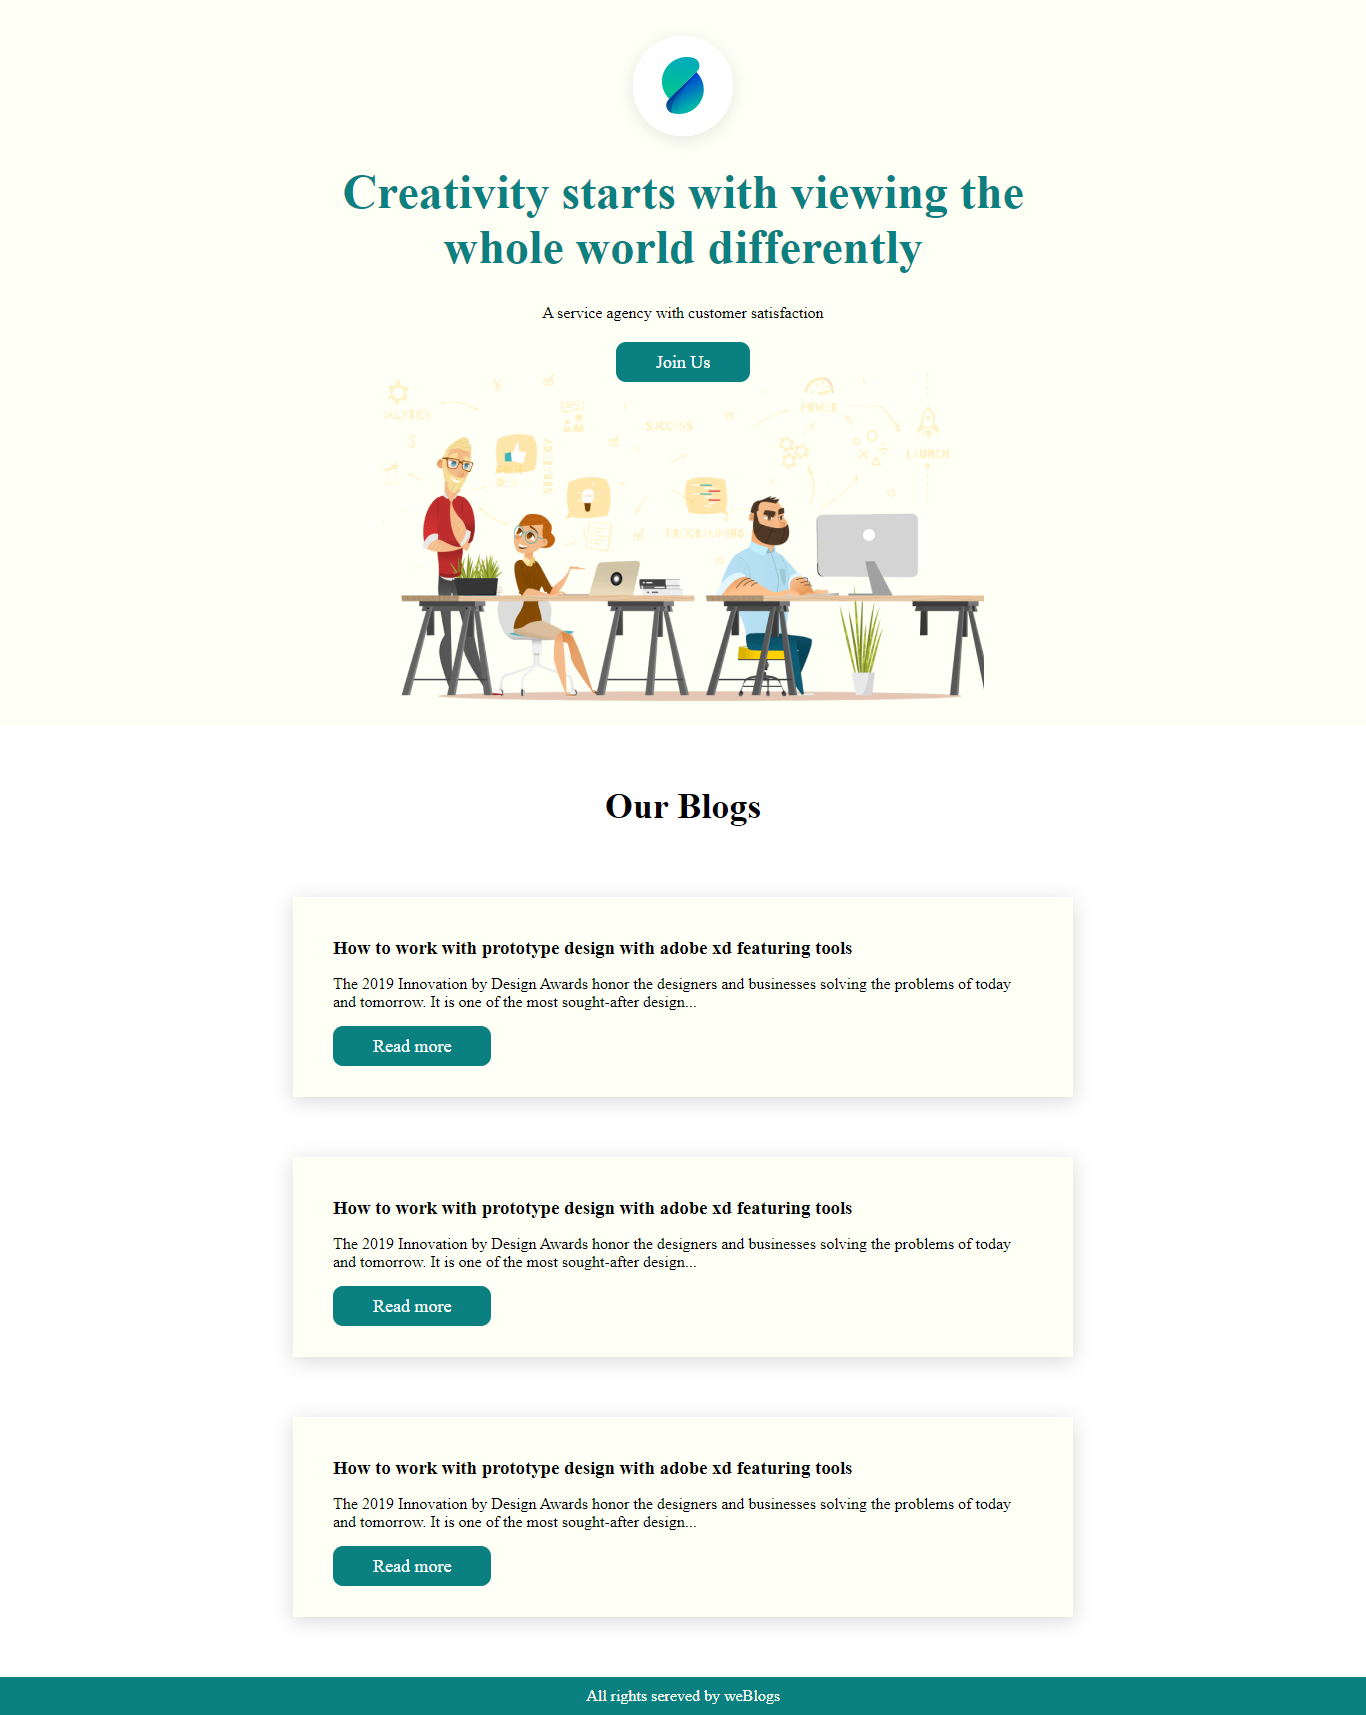 Creativity starts with viewing the
whole world differently
A service agency with customer satisfaction
Join Us
ALYTICS
SUCCESS
POWER
LAUNCH
STRATEGY
IDEA
PROGRAMMING
Our Blogs
How to work with prototype design with adobe xd featuring tools
The 2019 Innovation by Design Awards honor the designers and businesses solving the problems of today
and tomorrow. It is one of the most sought-after design...
Read more
How to work with prototype design with adobe xd featuring tools
The 2019 Innovation by Design Awards honor the designers and businesses solving the problems of today
and tomorrow. It is one of the most sought-after design...
Read more
How to work with prototype design with adobe xd featuring tools
The 2019 Innovation by Design Awards honor the designers and businesses solving the problems of today
and tomorrow. It is one of the most sought-after design...
Read more
All rights sereved by weBlogs